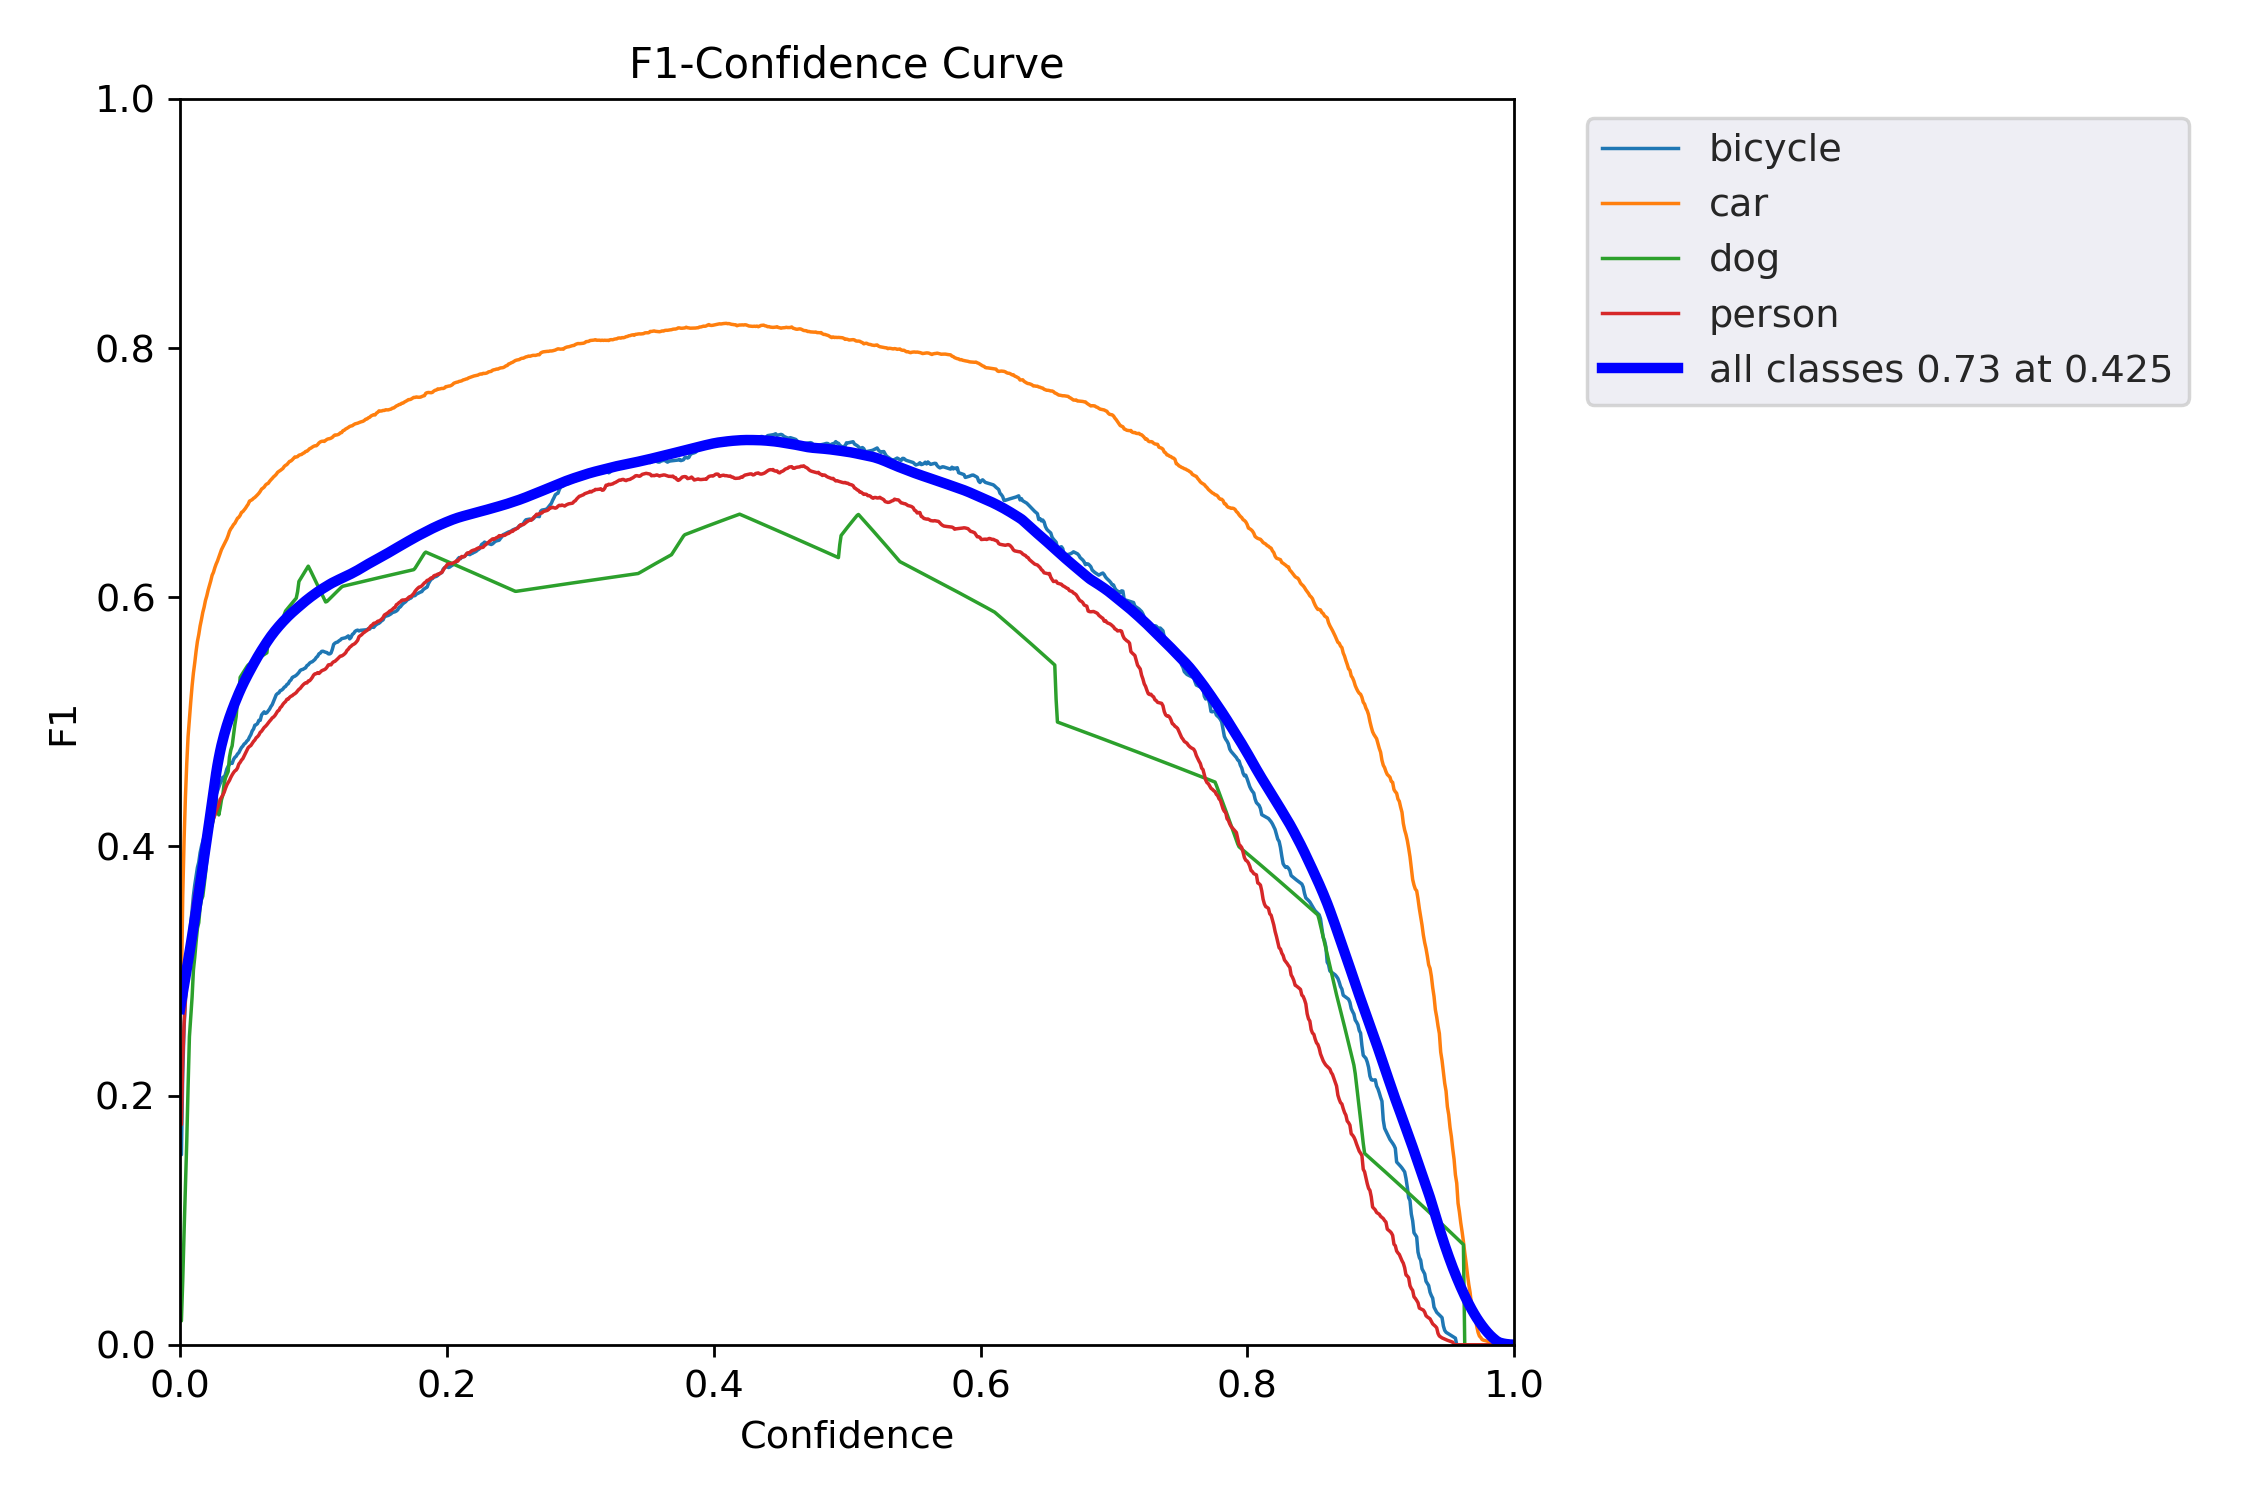 F1-Confidence Curve
1.0
0.8
0.6
0.4
0.2
0.0
F1
0.0 0.2 0.4 0.6 0.8 1.0
Confidence
bicycle
car
dog
person
all classes 0.73 at 0.425